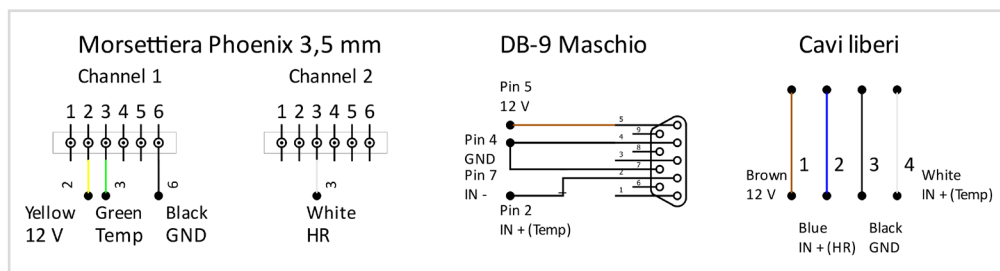 Morsettiera Phoenix 3,5 mm
Channel 1
1 2 3 4 5 6
2
3
6
Yellow
12 V
Green
Temp
Black
GND
Channel 2
1 2 3 4 5 6
3
White
HR
DB-9 Maschio
Pin 5
12 V
Pin 4
GND
Pin 7
IN -
Pin 2
IN + (Temp)
5
9
4
8
3
7
2
6
1
Cavi liberi
1
2
3
4
Brown
12 V
White
IN + (Temp)
Blue
IN + (HR)
Black
GND